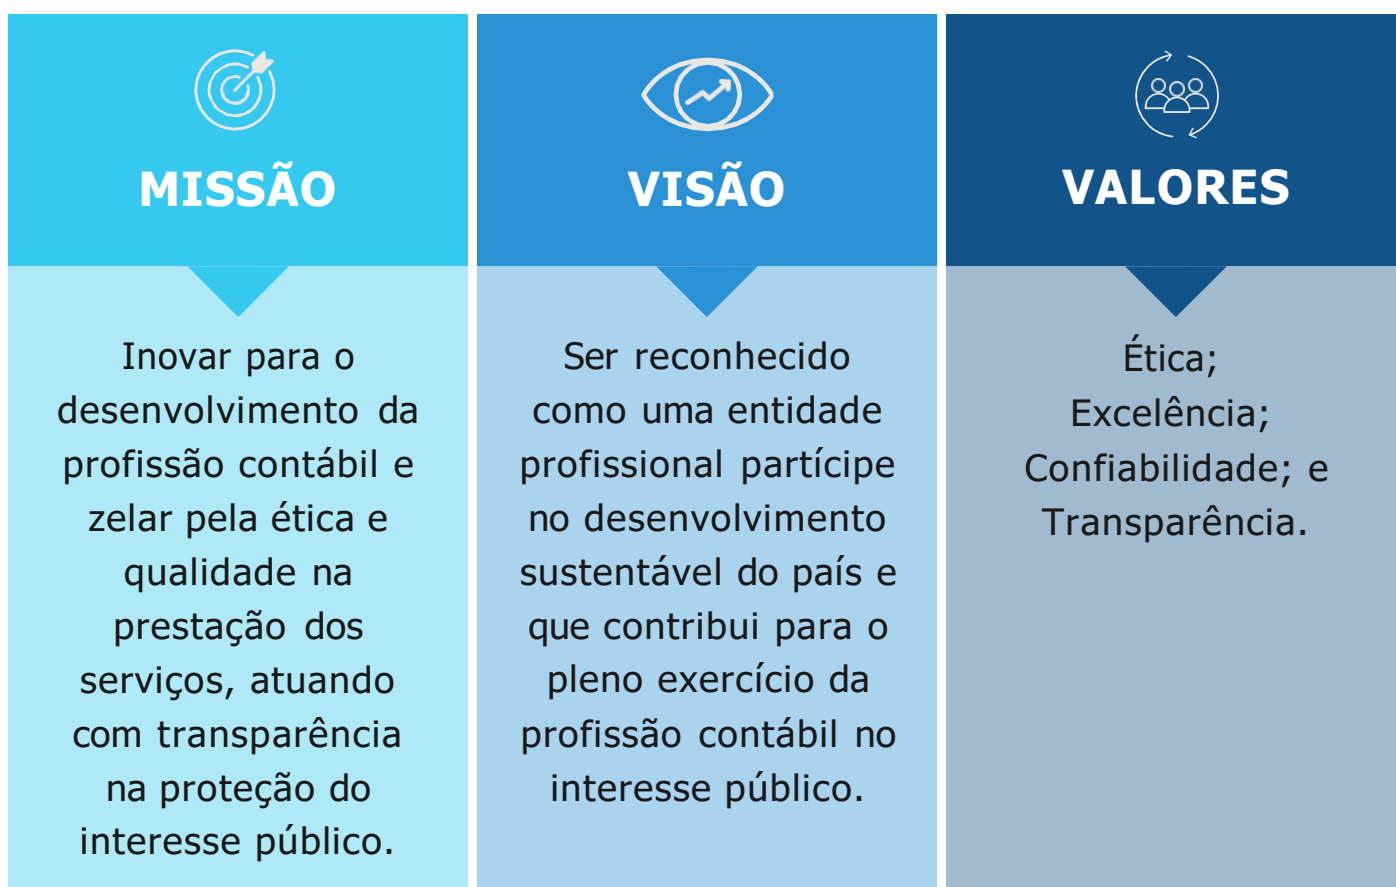 MISSÃO
Inovar para o
desenvolvimento da
profissão contábil e
zelar pela ética e
qualidade na
prestação dos
serviços, atuando
com transparência
na proteção do
interesse público.
VISÃO
Ser reconhecido
como uma entidade
profissional partícipe
no desenvolvimento
sustentável do país e
que contribui para o
pleno exercício da
profissão contábil no
interesse público.
VALORES
Ética;
Excelência;
Confiabilidade; e
Transparência.